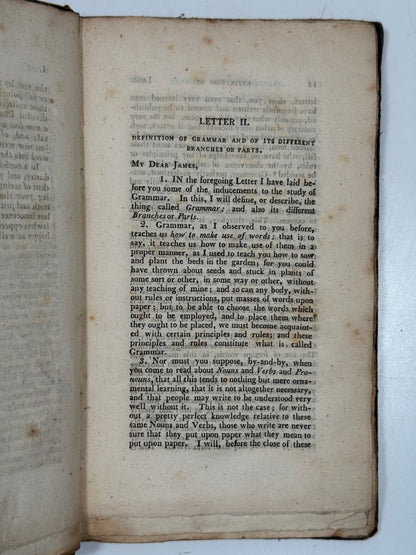 LETTER II.
DEFINITION OF GRAMMAR AND OF ITS DIFFERENT
BRANCHES OR PARTS.
MY DEAR JAMES,
1. IN the foregoing Letter I have laid be-
fore you some of the inducements to the study of
Grammar. In this, I will define, or describe, the
thing called Grammar; and also its different
Branches or Parts.
2. Grammar, as I observed to you before,
teaches us how to make use of words; that is to
say, it teaches us how to make use of them in a
proper manner, as I used to teach you how to sow
and plant the beds in the garden; for you could
have thrown about seeds and stuck in plants of
some sort or other, in some way or other, without
any teaching of mine; and so can any body, with-
out rules or instructions, put masses of words upon
paper; but to be able to choose the words which
ought to be employed, and to place them where
they ought to be placed, we must become acquaint-
ed with certain principles and rules; and these
principles and rules constitute what is called
Grammar.
3. Nor must you suppose, by-and-by, when
you come to read about Nouns and Verbs and Pro-
nouns, that all this tends to nothing but mere orna-
mental learning, that it is not altogether necessary,
and that people may write to be understood very
well without it. This is not the case; for with-
out a pretty perfect knowledge relative to these
same Nouns and Verbs, those who write are never
sure that they put upon paper what they mean to
put upon paper. I will, before the close of these